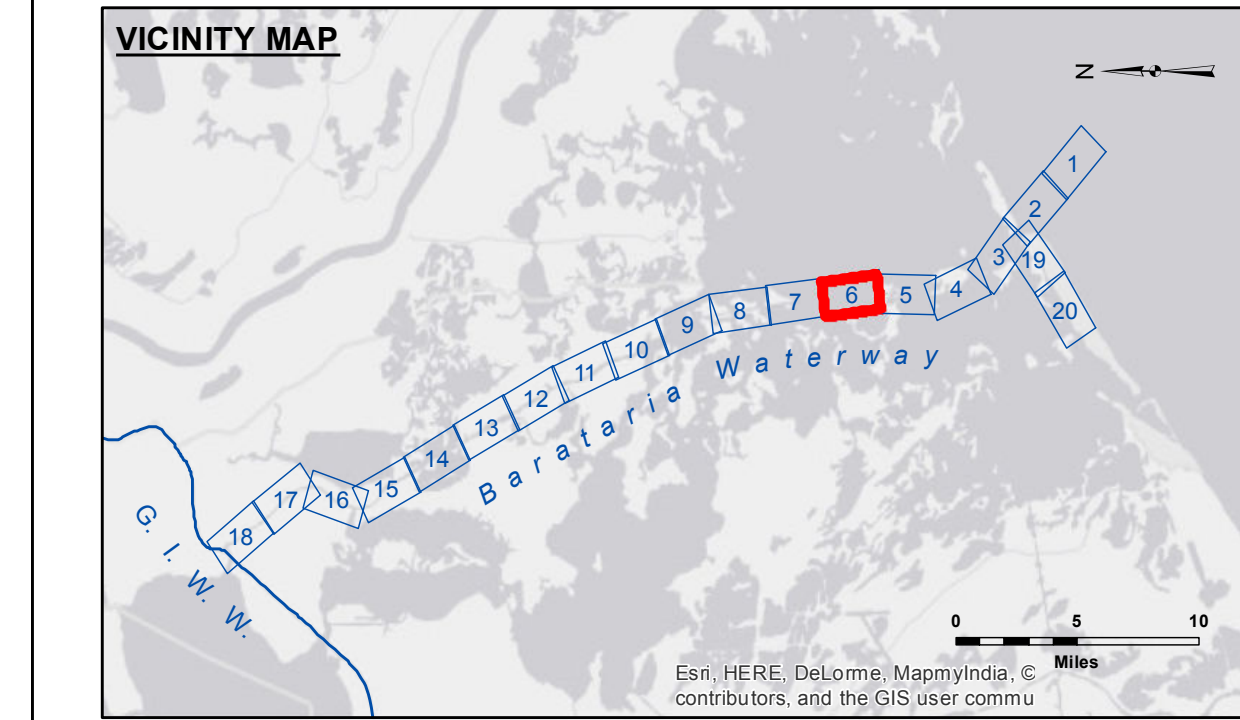 VICINITY MAP
N
1
2
3
19
4
5
6
7
8
20
9
10
11
12
13
14
15
16
17
18
Barataria Waterway
G. I. W. W.
0 5 10
Miles
Esri, HERE, DeLorme, MapmyIndia, ©
contributors, and the GIS user commu